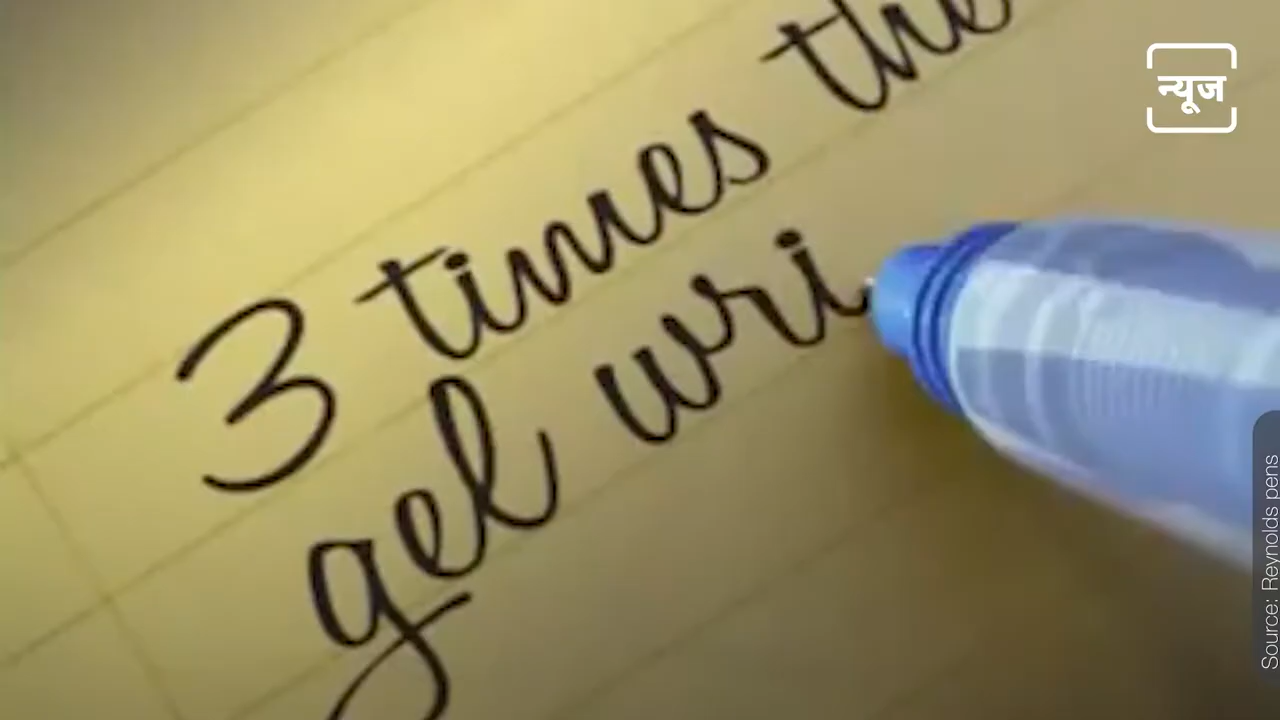 3 times the
gel wri
न्यूज
Source: Reynolds pens